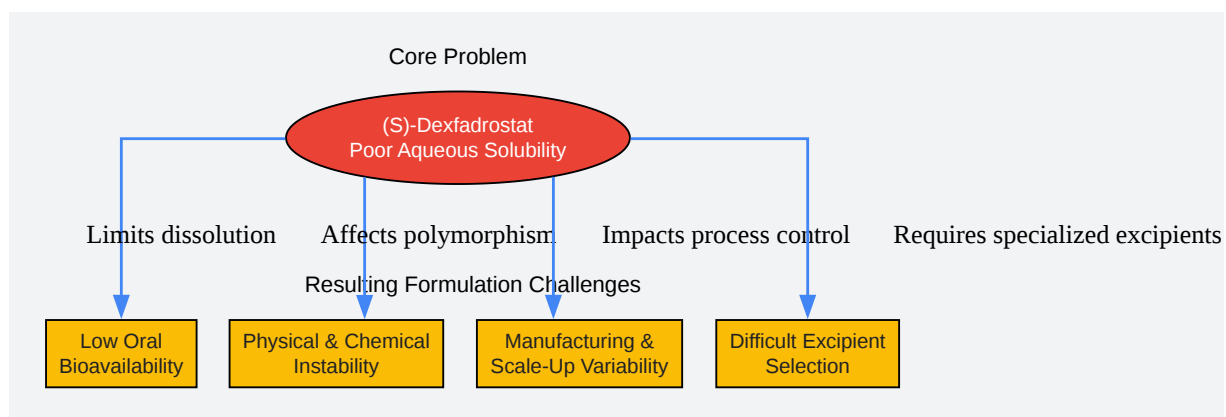 Core Problem
(S)-Dexfadrostat
Poor Aqueous Solubility
Limits dissolution
Affects polymorphism
Impacts process control
Requires specialized excipients
Resulting Formulation Challenges
Low Oral
Bioavailability
Physical & Chemical
Instability
Manufacturing &
Scale-Up Variability
Difficult Excipient
Selection